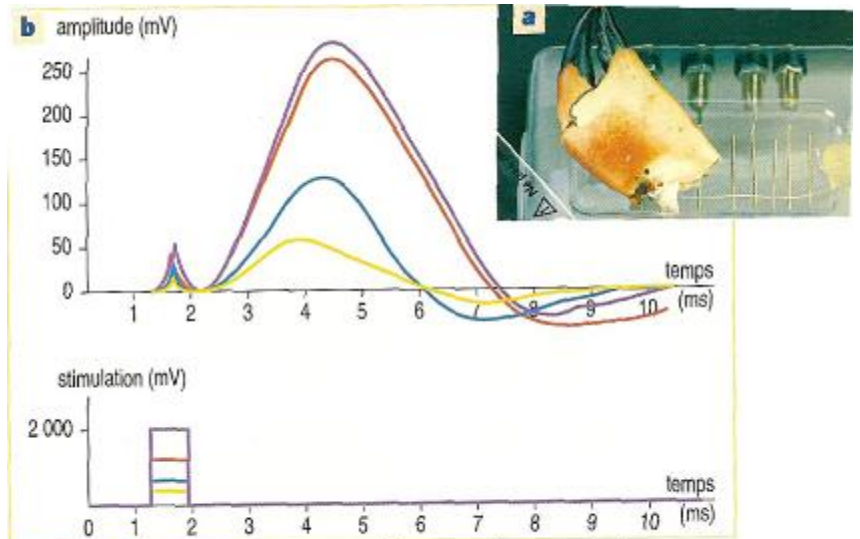 b amplitude (mV)
a
250
200
150
100
50
0
temps
1 2 3 4 5 6 7 8 9 10 (ms)
stimulation (mV)
2 000
temps
0 1 2 3 4 5 6 7 8 9 10 (ms)